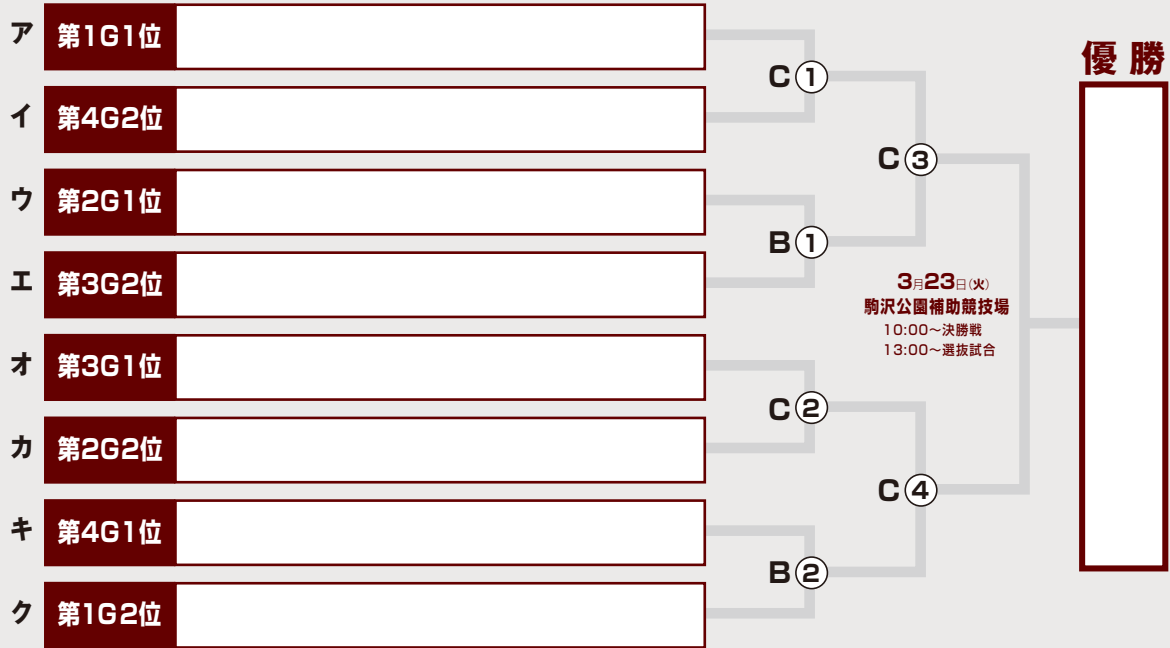 ア 第1G1位
イ 第4G2位
ウ 第2G1位
エ 第3G2位
オ 第3G1位
カ 第2G2位
キ 第4G1位
ク 第1G2位
C①
B①
C②
B②
C③
C④
3月23日(火)
駒沢公園補助競技場
10:00〜決勝戦
13:00〜選抜試合
優勝